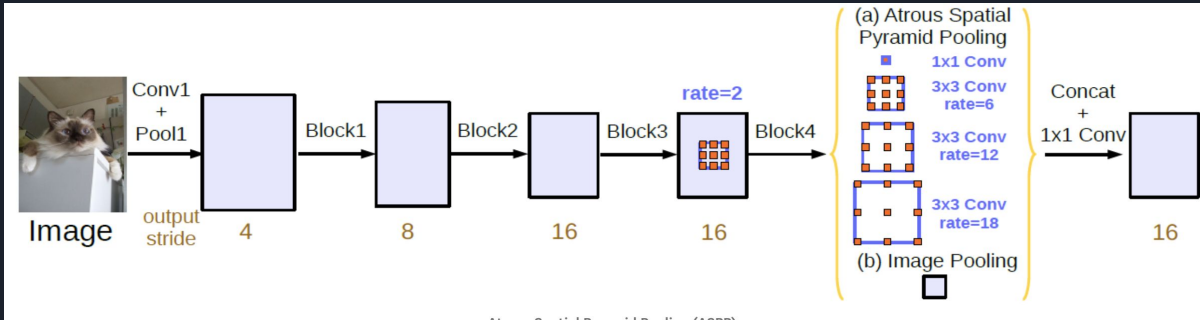 (a) Atrous Spatial
Pyramid Pooling
1x1 Conv
3x3 Conv
rate=6
3x3 Conv
rate=12
3x3 Conv
rate=18
(b) Image Pooling
Conv1
+
Pool1
Block1
Block2
Block3
rate=2
Block4
Concat
+
1x1 Conv
Image
output
stride
4
8
16
16
16